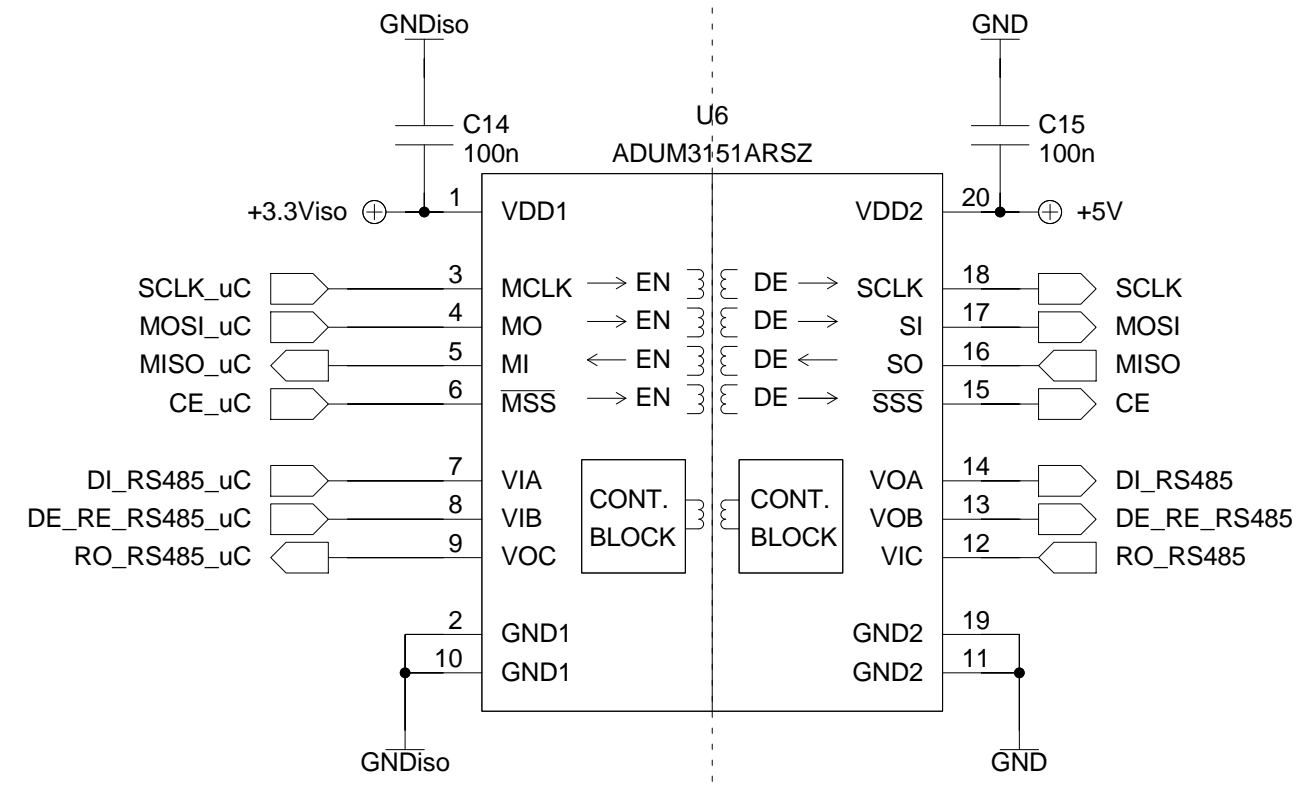 GNDiso GND
U6
ADUM3151ARSZ
C14
100n
C15
100n
+3.3Viso 1 VDD1 VDD2 20 +5V
SCLK_uC 3 MCLK EN DE SCLK 18 SCLK
MOSI_uC 4 MO EN DE SI 17 MOSI
MISO_uC 5 MI EN DE SO 16 MISO
CE_uC 6 MSS EN DE SSS 15 CE
DI_RS485_uC 7 VIA VOA 14 DI_RS485
DE_RE_RS485_uC 8 VIB VOB 13 DE_RE_RS485
RO_RS485_uC 9 VOC VIC 12 RO_RS485
CONT.
BLOCK
CONT.
BLOCK
2 GND1 GND2 19
10 GND1 GND2 11
GNDiso GND